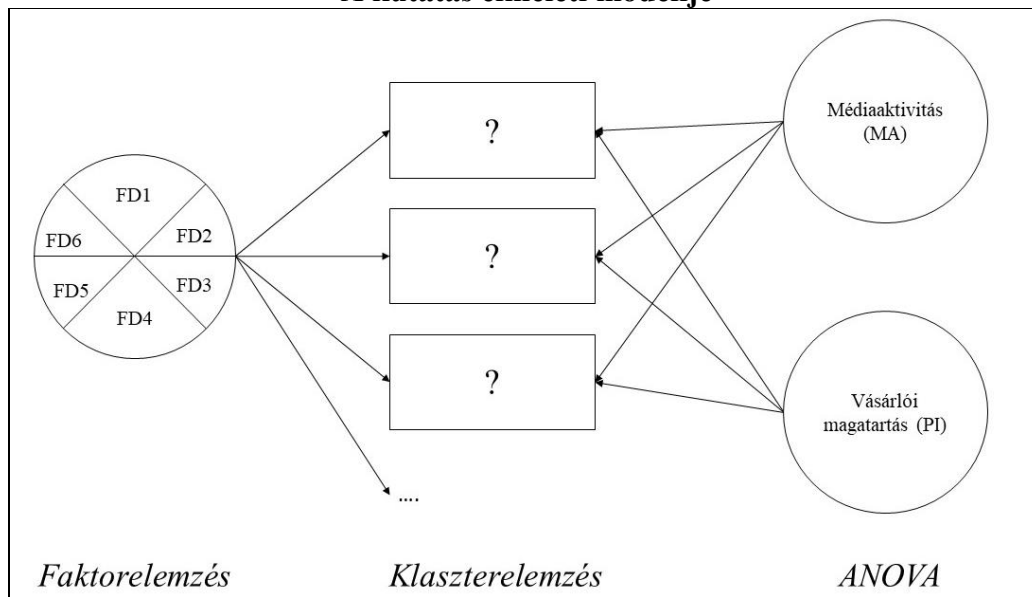 ?
Médiaaktivitás
(MA)
FD1
FD6
FD2
?
FD5
FD3
FD4
?
Vásárlói
magatartás (PI)
....
Faktorelemzés
Klaszterelemzés
ANOVA